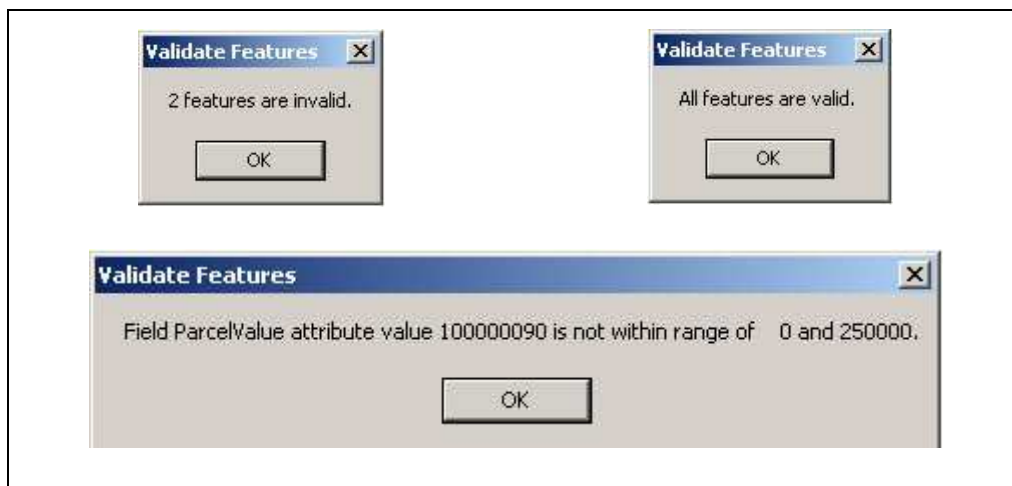 Validate Features
2 features are invalid.
OK
Validate Features
All features are valid.
OK
Validate Features
Field ParcelValue attribute value 100000090 is not within range of 0 and 250000.
OK